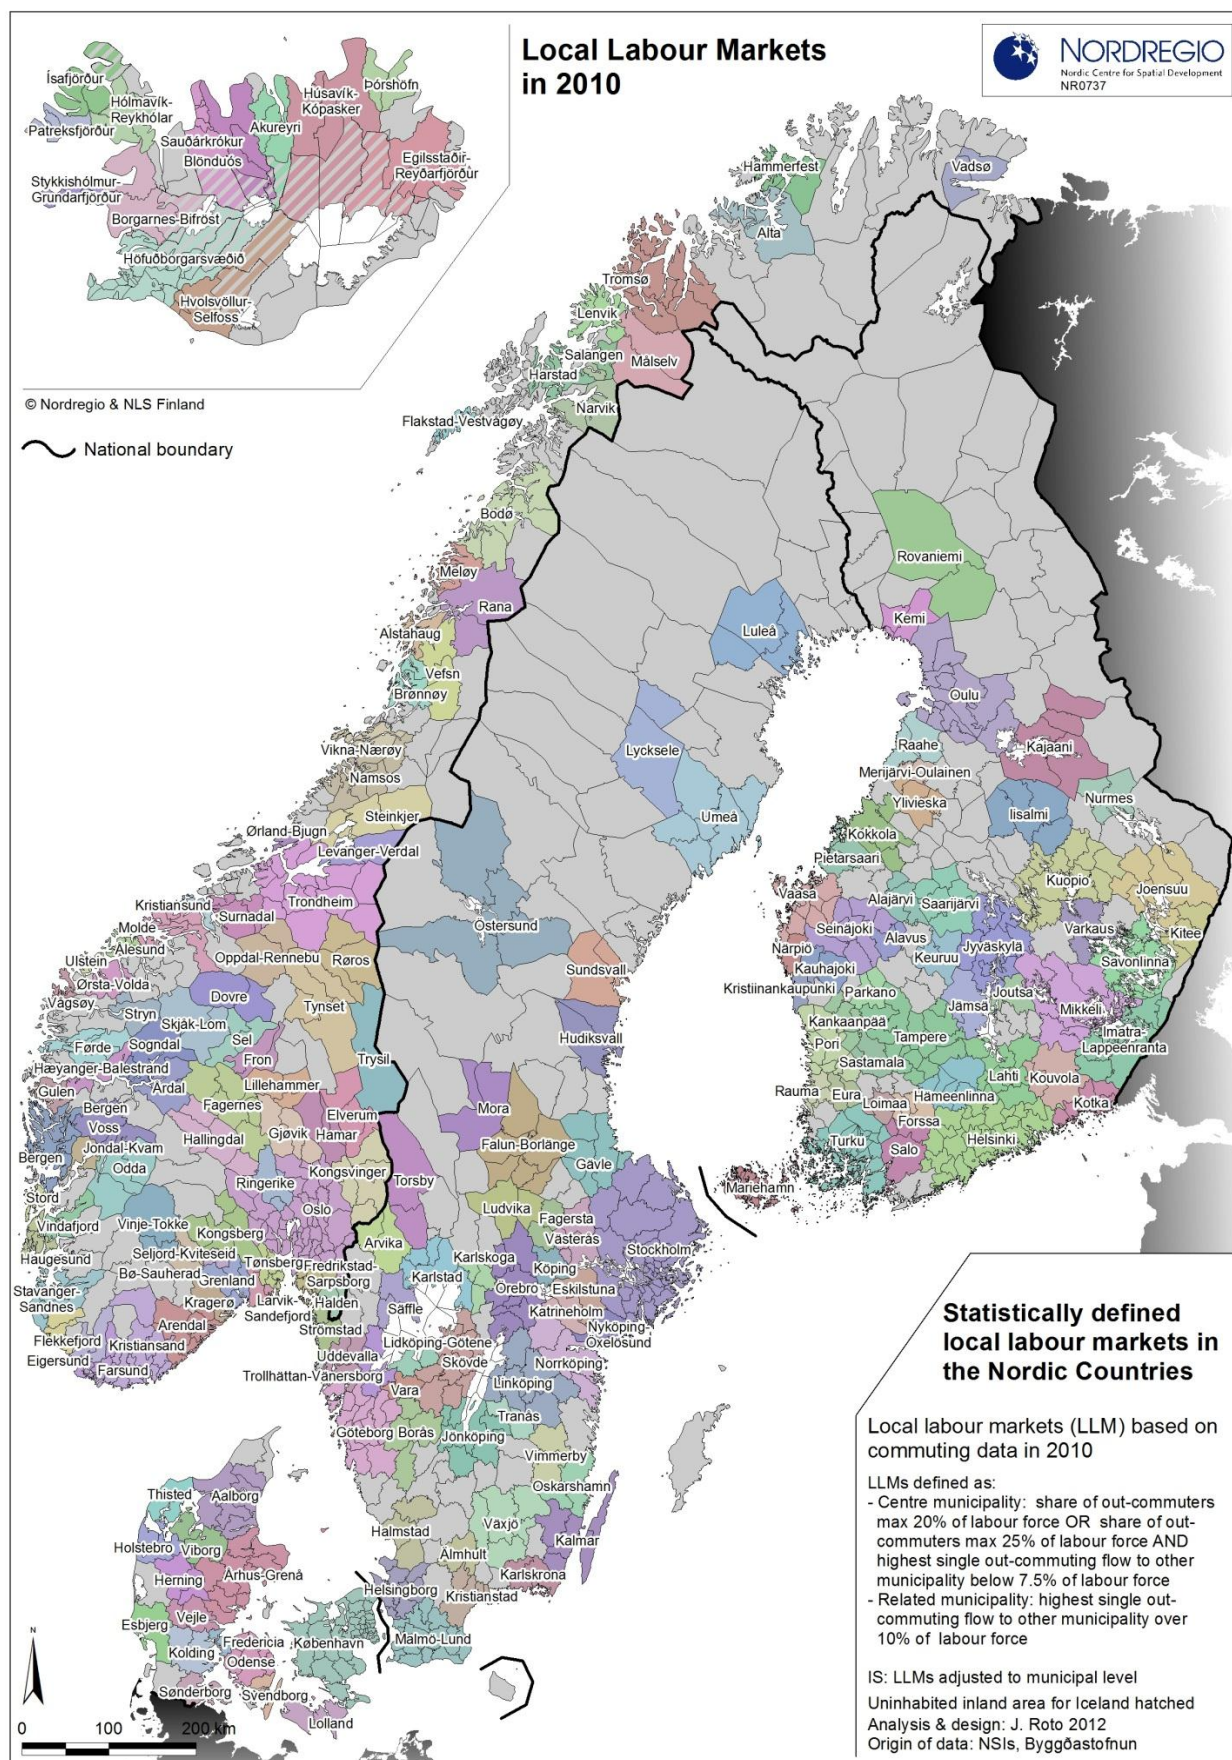 Local Labour Markets
in 2010
NORDREGIO
Nordic Centre for Spatial Development
NR0737
Ísafjörður
Hólmavík-
Reykhólar
Patreksfjörður
Húsavík-
Kópasker
Þórshöfn
Akureyri
Sauðárkrókur
Blönduós
Egilsstaðir-
Reyðarfjörður
Stykkishólmur-
Grundarfjörður
Borgarnes-Bifröst
Höfuðborgarsvæðið
Hvolsvöllur-
Selfoss
© Nordregio & NLS Finland
National boundary
Hammerfest
Vadsø
Alta
Tromsø
Lenvik
Salangen
Målselv
Harstad
Narvik
Flakstad-Vestvågøy
Bodø
Meløy
Rana
Alstahaug
Vefsn
Brønnøy
Vikna-Nærøy
Namsos
Steinkjer
Ørland-Bjugn
Levanger-Verdal
Trondheim
Kristiansund
Surnadal
Molde
Ålesund
Oppdal-Rennebu
Røros
Ulstein
Ørsta-Volda
Vågsøy
Dovre
Tynset
Stryn
Skjåk-Lom
Sel
Førde
Sogndal
Fron
Trysil
Høyanger-Balestrand
Årdal
Lillehammer
Gulen
Fagernes
Elverum
Bergen
Voss
Hallingdal
Gjøvik
Hamar
Jondal-Kvam
Bergen
Odda
Kongsvinger
Ringerike
Stord
Oslo
Vindafjord
Vinje-Tokke
Kongsberg
Haugesund
Seljord-Kviteseid
Tønsberg
Fredrikstad-
Sarpsborg
Bø-Sauherad
Grenland
Stavanger-
Sandnes
Kragerø
Larvik-
Sandefjord
Halden
Arendal
Flekkefjord
Kristiansand
Eigersund
Farsund
Rovaniemi
Kemi
Luleå
Oulu
Lycksele
Raahe
Kajaani
Merijärvi-Oulainen
Umeå
Ylivieska
Iisalmi
Nurmes
Kokkola
Pietarsaari
Kuopio
Joensuu
Vaasa
Alajärvi
Saarijärvi
Seinäjoki
Alavus
Jyväskylä
Varkaus
Kitee
Närpiö
Kauhajoki
Keuruu
Savonlinna
Kristiinankaupunki
Parkano
Jämsä
Joutsa
Mikkeli
Kankaanpää
Pori
Tampere
Imatra-
Lappeenranta
Sastamala
Rauma
Eura
Hämeenlinna
Lahti
Kouvola
Loimaa
Forssa
Kotka
Turku
Salo
Helsinki
Mariehamn
Östersund
Sundsvall
Hudiksvall
Mora
Falun-Borlänge
Gävle
Torsby
Ludvika
Fagersta
Västerås
Stockholm
Arvika
Karlskoga
Köping
Karlstad
Örebro
Eskilstuna
Säffle
Katrineholm
Strömstad
Lidköping-Götene
Nyköping-
Oxelösund
Uddevalla
Skövde
Norrköping
Trollhättan-Vänersborg
Vara
Linköping
Tranås
Göteborg
Borås
Jönköping
Vimmerby
Oskarshamn
Halmstad
Växjö
Kalmar
Älmhult
Helsingborg
Karlskrona
Kristianstad
Malmö-Lund
Thisted
Aalborg
Holstebro
Viborg
Herning
Århus-Grenå
Esbjerg
Vejle
Kolding
Fredericia
København
Odense
Sønderborg
Svendborg
Lolland
N
0 100 200 km
Statistically defined
local labour markets in
the Nordic Countries
Local labour markets (LLM) based on
commuting data in 2010
LLMs defined as:
- Centre municipality: share of out-commuters
max 20% of labour force OR share of out-
commuters max 25% of labour force AND
highest single out-commuting flow to other
municipality below 7.5% of labour force
- Related municipality: highest single out-
commuting flow to other municipality over
10% of labour force
IS: LLMs adjusted to municipal level
Uninhabited inland area for Iceland hatched
Analysis & design: J. Roto 2012
Origin of data: NSIs, Byggðastofnun